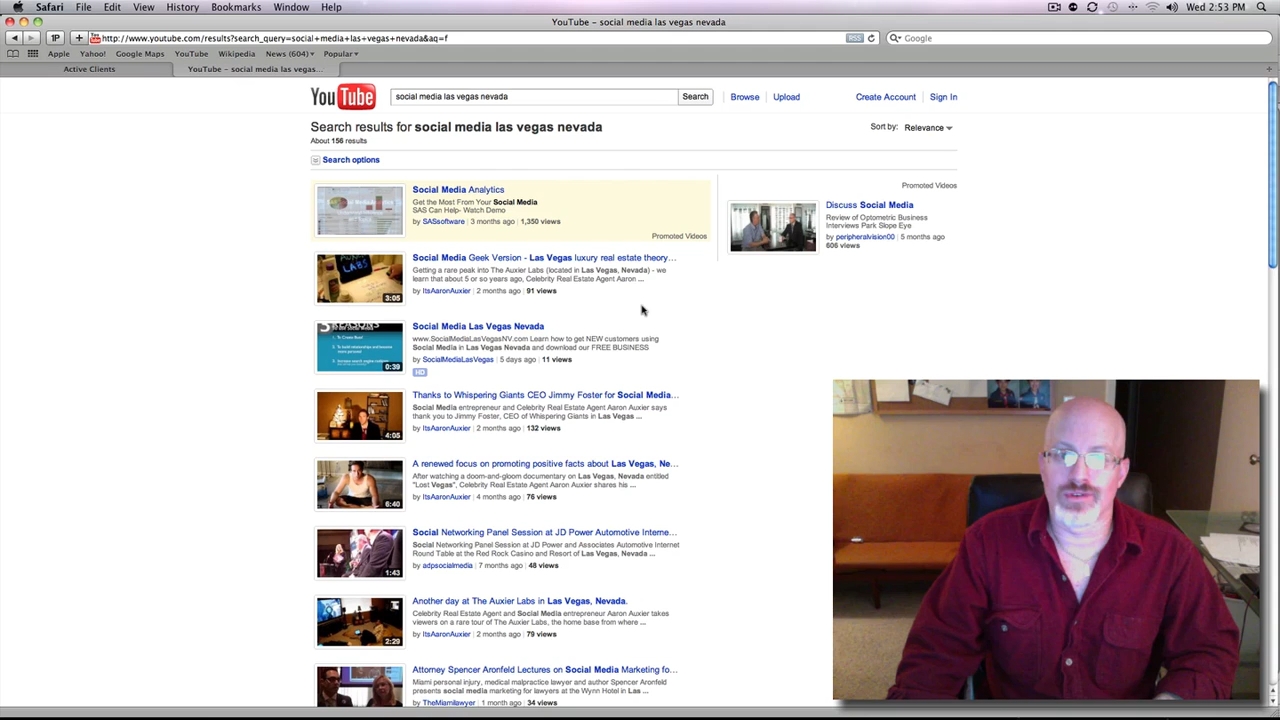 Safari File Edit View History Bookmarks Window Help Wed 2:53 PM
YouTube – social media las vegas nevada
http://www.youtube.com/results?search_query=social+media+las+vegas+nevada&aq=f RSS Google
Apple Yahoo! Google Maps YouTube Wikipedia News (604) Popular
Active Clients YouTube – social media las vegas...
YouTube social media las vegas nevada Search Browse Upload Create Account Sign In
Search results for social media las vegas nevada
About 156 results
Sort by: Relevance
Search options
Social Media Analytics
Get the Most From Your Social Media
SAS Can Help- Watch Demo
by SASsoftware 3 months ago 1,350 views
Promoted Videos
Promoted Videos
Discuss Social Media
Review of Optometric Business
Interviews Park Slope Eye
by peripheralvision00 5 months ago
606 views
LABS
3:05
Social Media Geek Version - Las Vegas luxury real estate theory...
Getting a rare peak into The Auxier Labs (located in Las Vegas, Nevada) - we
learn that about 5 or so years ago, Celebrity Real Estate Agent Aaron ...
by ItsAaronAuxier 2 months ago 91 views
0:39
Social Media Las Vegas Nevada
www.SocialMediaLasVegasNV.com Learn how to get NEW customers using
Social Media in Las Vegas Nevada and download our FREE BUSINESS
by SocialMediaLasVegas 5 days ago 11 views
HD
4:05
Thanks to Whispering Giants CEO Jimmy Foster for Social Media...
Social Media entrepreneur and Celebrity Real Estate Agent Aaron Auxier says
thank you to Jimmy Foster, CEO of Whispering Giants in Las Vegas ...
by ItsAaronAuxier 2 months ago 132 views
6:40
A renewed focus on promoting positive facts about Las Vegas, Ne...
After watching a doom-and-gloom documentary on Las Vegas, Nevada entitled
"Lost Vegas", Celebrity Real Estate Agent Aaron Auxier shares his ...
by ItsAaronAuxier 4 months ago 76 views
1:43
Social Networking Panel Session at JD Power Automotive Interne...
Social Networking Panel Session at JD Power and Associates Automotive Internet
Round Table at the Red Rock Casino and Resort of Las Vegas, Nevada ...
by adpsocialmedia 7 months ago 48 views
2:29
Another day at The Auxier Labs in Las Vegas, Nevada.
Celebrity Real Estate Agent and Social Media entrepreneur Aaron Auxier takes
viewers on a rare tour of The Auxier Labs, the home base from where ...
by ItsAaronAuxier 2 months ago 79 views
Attorney Spencer Aronfeld Lectures on Social Media Marketing fo...
Miami personal injury, medical malpractice lawyer and author Spencer Aronfeld
presents social media marketing for lawyers at the Wynn Hotel in Las ...
by TheMiamilawyer 1 month ago 34 views